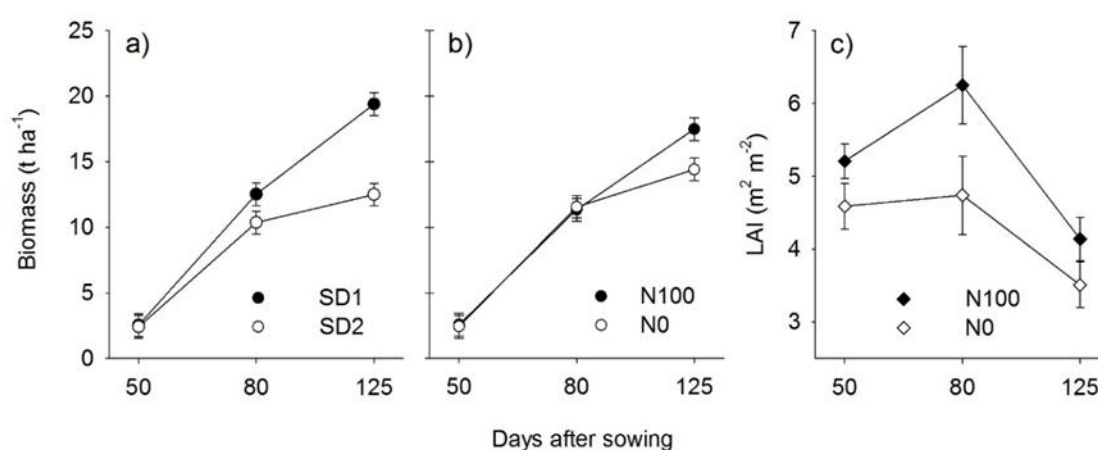 a)
Biomass (t ha⁻¹)
25
20
15
10
5
0
SD1
SD2
50 80 125
b)
N100
N0
50 80 125
Days after sowing
c)
LAI (m² m⁻²)
7
6
5
4
3
N100
N0
50 80 125